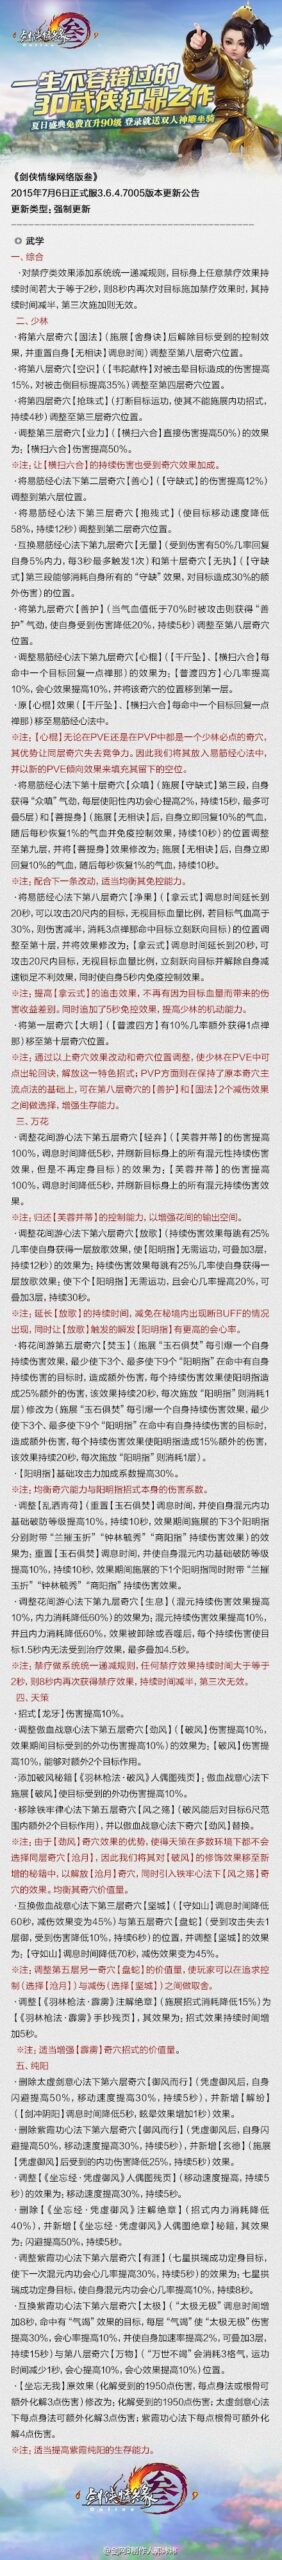 剑侠情缘叁
Online
一生不容错过的
3D武侠扛鼎之作
夏日盛典免费直升90级 登录就送双人神雕坐骑
《剑侠情缘网络版叁》
2015年7月6日正式服3.6.4.7005版本更新公告
更新类型：强制更新
武学
一、综合
·对禁疗类效果添加系统统一递减规则，目标身上任意禁疗效果持
续时间若大于等于2秒，则8秒内再次对目标施加禁疗效果时，其持
续时间减半，第三次施加则无效。
二、少林
·将第六层奇穴【固法】（施展【舍身诀】后解除目标受到的控制效
果，并重置自身【无相诀】调息时间）调整至第八层奇穴位置。
·将第八层奇穴【空识】（【韦陀献杵】对被击晕目标造成的伤害提高
15%，对被击倒目标提高35%）调整至第四层奇穴位置。
·将第四层奇穴【抢珠式】（打断目标运功，使其不能施展内功招式，
持续4秒）调整至第三层奇穴位置。
·调整第三层奇穴【业力】（【横扫六合】直接伤害提高50%）的效果
为：【横扫六合】伤害提高50%。
※注：让【横扫六合】的持续伤害也受到奇穴效果加成。
·将易筋经心法下第二层奇穴【善心】（【守缺式】的伤害提高12%）
调整到第六层位置。
·将易筋经心法下第三层奇穴【抱残式】（使目标移动速度降低
58%，持续12秒）调整到第二层奇穴位置。
·互换易筋经心法下第九层奇穴【无量】（受到伤害有50%几率回复
自身5%内力，每3秒最多触发1次）和第十层奇穴【无执】（【守缺
式】第三段能够消耗自身所有的“守缺”效果，对目标造成30%的额
外伤害）的位置。
·将第九层奇穴【善护】（当气血值低于70%时被攻击则获得“善
护”气劲，使自身受到伤害降低20%，持续5秒）调整至第八层奇穴
位置。
·调整易筋经心法下第九层奇穴【心棍】（【千斤坠】、【横扫六合】每
命中一个目标回复一点禅那）的效果为：【普渡四方】心几率提高
10%，会心效果提高10%，并将该奇穴的位置移到第一层。
·原【心棍】效果（【千斤坠】、【横扫六合】每命中一个目标回复一点
禅那）移至易筋经心法中。
※注：【心棍】无论在PVE还是在PVP中都是一个少林必点的奇穴，
其优势让同层奇穴失去竞争力。因此我们将其放入易筋经心法中，
并以新的PVE倾向效果来填充其留下的空位。
·将易筋经心法下第十层奇穴【众嗔】（施展【守缺式】第三段，自身
获得“众嗔”气劲，每层使阳性内功会心提高2%，持续15秒，最多可
叠5层）和【菩提身】（施展【无相诀】后，自身立即回复10%的气血，
随后每秒恢复1%的气血并免疫控制效果，持续10秒）的位置调整
至第九层，并将【菩提身】效果修改为：施展【无相诀】后，自身立即
回复10%的气血，随后每秒恢复1%的气血，持续10秒。
※注：配合下一条改动，适当均衡其免控能力。
·将易筋经心法下第八层奇穴【净果】（【拿云式】调息时间延长到
20秒，可以攻击20尺内的目标，无视目标血量比例，若目标气血高于
30%，则伤害减半，消耗3点禅那命中目标立刻跃向目标）的位置调
整至第十层，并将效果修改为：【拿云式】调息时间延长到20秒，可
攻击20尺内目标，无视目标血量比例，立刻跃向目标并解除自身减
速锁足不利效果，同时使自身5秒内免疫控制效果。
※注：提高【拿云式】的追击效果，不再有因为目标血量而带来的伤
害收益差别。同时追加了5秒免控效果，提高少林的机动能力。
·将第一层奇穴【大明】（【普渡四方】有10%几率额外获得1点禅
那）移至第十层奇穴位置。
※注：通过以上奇穴效果改动和奇穴位置调整，使少林在PVE中可
点出轮回诀，解放这一特色招式；PVP方面则在保持了原本奇穴主
流点法的基础上，可在第八层奇穴的【善护】和【固法】2个减伤效果
之间做选择，增强生存能力。
三、万花
·调整花间游心法下第五层奇穴【轻弃】（【芙蓉并蒂】的伤害提高
100%，调息时间降低5秒，并刷新目标身上的所有混元性持续伤害
效果，但是不再定身目标）的效果为：【芙蓉并蒂】的伤害提高
100%，调息时间降低5秒，并刷新目标身上的所有混元持续伤害效
果。
※注：归还【芙蓉并蒂】的控制能力，以增强花间的输出空间。
·调整花间游心法下第六层奇穴【放歌】（持续伤害效果每跳有25%
几率使自身获得一层放歌效果，使【阳明指】无需运功，可叠加3层，
持续12秒）的效果为：持续伤害效果每跳有25%几率使自身获得一
层放歌效果；使下个【阳明指】无需运功，且会心几率提高20%，可
叠加3层，持续30秒。
※注：延长【放歌】的持续时间，减免在秘境内出现断BUFF的情况
出现，同时让【放歌】触发的瞬发【阳明指】有更高的会心率。
·将花间游第五层奇穴【焚玉】（施展“玉石俱焚”每引爆一个自身
持续伤害效果，最少使下3个、最多使下9个“阳明指”在命中有自身
持续伤害的目标时，造成额外伤害，每个持续伤害效果使阳明指造
成25%额外的伤害，该效果持续20秒，每次施放“阳明指”则消耗1
层）修改为（施展“玉石俱焚”每引爆一个自身持续伤害效果，最少
使下3个、最多使下9个“阳明指”在命中有自身持续伤害的目标时，
造成额外伤害，每个持续伤害效果使阳明指造成15%额外的伤害，
该效果持续20秒，每次施放“阳明指”则消耗1层）。
·【阳明指】基础攻击力加成系数提高30%。
※注：均衡奇穴能力与阳明指招式本身的伤害系数。
·调整【乱洒青荷】（重置【玉石俱焚】调息时间，并使自身混元内功
基础破防等级提高10%，持续10秒，效果期间施展的下3个阳明指
分别附带“兰摧玉折”“钟林毓秀”“商阳指”持续伤害效果）的效
果为：重置【玉石俱焚】调息时间，并使自身混元内功基础破防等级
提高10%，持续10秒，效果期间施展的下1个阳明指同时附带“兰摧
玉折”“钟林毓秀”“商阳指”持续伤害效果。
·调整花间游心法下第九层奇穴【生息】（混元持续伤害效果提高
10%，内力消耗降低60%）的效果为；混元持续伤害效果提高10%，
并且内力消耗降低60%，效果被卸除或吞噬后，每个持续伤害使目
标1.5秒内无法受到治疗效果，最多叠加4.5秒。
※注：禁疗做系统统一递减规则，任何禁疗效果持续时间大于等于
2秒，则8秒内再次获得禁疗效果，持续时间减半，第三次无效。
四、天策
·招式【龙牙】伤害提高10%。
·调整傲血战意心法下第五层奇穴【劲风】（【破风】伤害提高10%，
效果期间目标受到的外功伤害提高10%）的效果为：【破风】伤害提
高10%，能够对额外2个目标作用。
·添加破风秘籍【《羽林枪法·破风》人偶图残页】：傲血战意心法下
施展【破风】使目标受到的外功伤害提高10%。
·移除铁牢律心法下第五层奇穴【风之殇】（破风能后对目标6尺范
围内额外2个目标作用），并以傲血战意心法下奇穴【劲风】替换。
※注：由于【劲风】奇穴效果的优势，使得天策在多数环境下都不会
选择同层奇穴【沧月】，因此我们将其对【破风】的修饰效果移至新
增的秘籍中，以解放【沧月】奇穴，同时引入铁牢心法下【风之殇】奇
穴的效果。均衡其奇穴价值量。
·互换傲血战意心法下第三层奇穴【坚城】（【守如山】调息时间降低
60秒，减伤效果变为45%）与第五层奇穴【盘蛇】（受到攻击失去1
层御，受到伤害降低10%，持续6秒）的位置，并调整【坚城】的效果
为：【守如山】调息时间降低70秒，减伤效果变为45%。
※注：调整第五层另一奇穴【盘蛇】的价值量，使玩家可以在追求控
制（选择【沧月】）与减伤（选择【坚城】）之间做取舍。
·调整【《羽林枪法·霹雳》注解绝章】（施展招式消耗降低15%）为
【《羽林枪法·霹雳》手抄残页】，其效果为：招式效果持续时间增
加5秒。
※注：适当增强【霹雳】奇穴招式的价值量。
五、纯阳
·删除太虚剑意心法下第六层奇穴【御风而行】（凭虚御风后，自身
闪避提高50%，移动速度提高30%，持续5秒），并新增【解纷】
（【剑冲阴阳】调息时间降低5秒，眩晕效果增加1秒）效果。
·删除紫霞功心法下第六层奇穴【御风而行】（凭虚御风后，自身闪
避提高50%，移动速度提高30%，持续5秒），并新增【玄德】（施展
【凭虚御风】后受到的内功伤害降低25%，持续5秒）效果。
·调整【《坐忘经·凭虚御风》人偶图残页】（移动速度提高，持续5
秒）的效果为：移动速度提高30%，持续5秒。
·删除【《坐忘经·凭虚御风》注解绝章】（招式内力消耗降低
40%），并新增【《坐忘经·凭虚御风》人偶图绝章】秘籍，其效果
为：闪避提高50%，持续5秒。
·调整紫霞功心法下第六层奇穴【有涯】（七星拱瑞成功定身目标，
使下一次混元内功会心几率提高30%，持续5秒）的效果为：七星拱
瑞成功定身目标，使自身混元内功会心几率提高10%，持续8秒。
·互换紫霞功心法下第六层奇穴【太极】（“太极无极”调息时间增
加8秒，命中有“气竭”效果的目标，每层“气竭”使“太极无极”伤害
提高30%，会心率提高10%，并使自身加速率提高2%，可叠加3层，
持续15秒）与第八层奇穴【万物】（“万世不竭”会消耗3格气，运功
时间减少1秒，会心提高10%，会心效果提高10%）位置。
·【坐忘无我】原效果（化解受到的1950点伤害，每点身法或根骨可
额外化解3点伤害）修改为；化解受到的1950点伤害；太虚剑意心法
下每点身法可额外化解3点伤害；紫霞功心法下每点根骨可额外化
解4点伤害。
※注：适当提高紫霞纯阳的生存能力。
剑侠情缘叁
Online